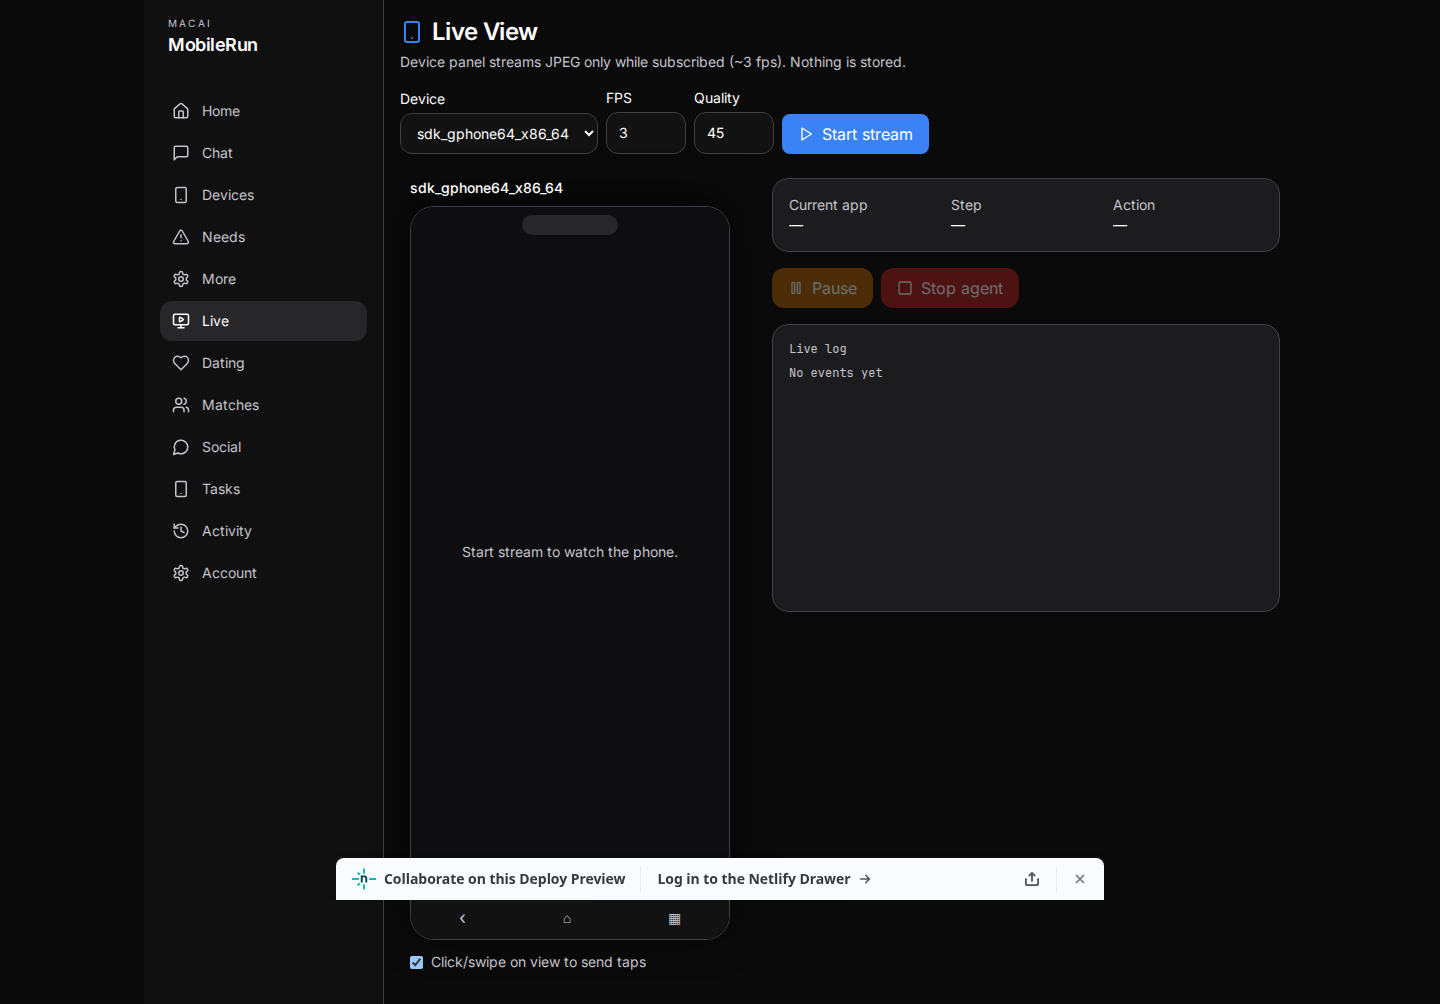 MACAI
MobileRun
Home
Chat
Devices
Needs
More
Live
Dating
Matches
Social
Tasks
Activity
Account
Live View
Device panel streams JPEG only while subscribed (~3 fps). Nothing is stored.
Device
FPS
Quality
sdk_gphone64_x86_64
3
45
Start stream
sdk_gphone64_x86_64
Start stream to watch the phone.
Click/swipe on view to send taps
Current app
Step
Action
—
—
—
Pause
Stop agent
Live log
No events yet
Collaborate on this Deploy Preview
Log in to the Netlify Drawer →